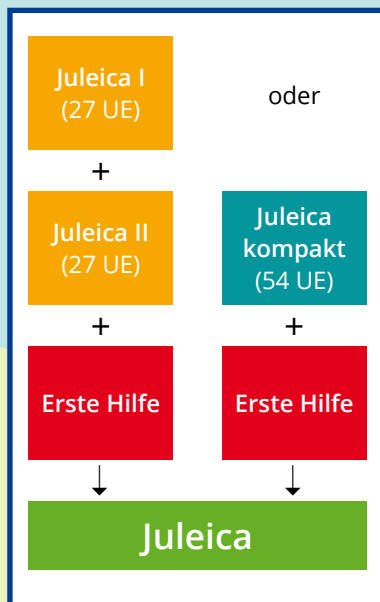 Juleica I
(27 UE)
oder
+
Juleica II
(27 UE)
Juleica
kompakt
(54 UE)
+
+
Erste Hilfe
Erste Hilfe
Juleica